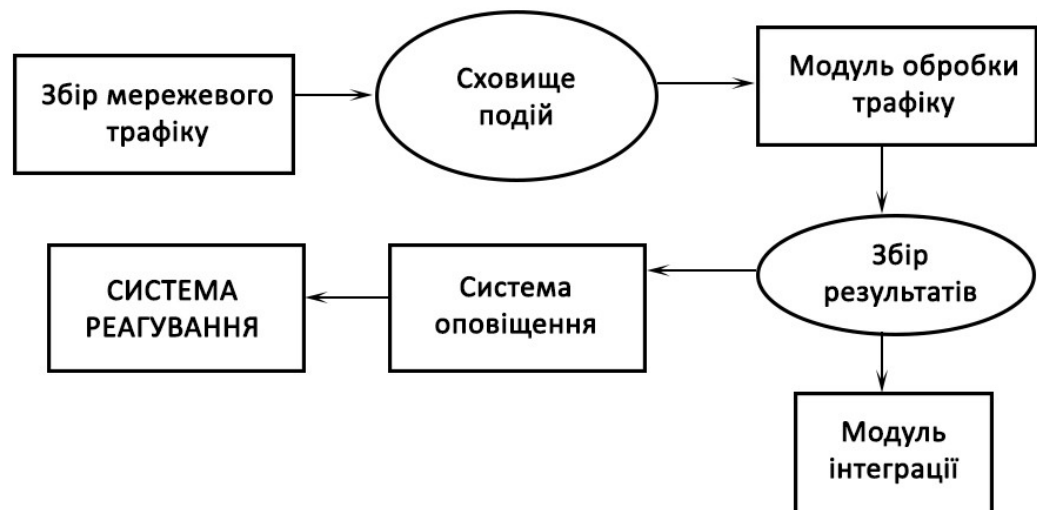 Збір мережевого
трафіку
Сховище
подій
Модуль обробки
трафіку
Збір
результатів
Система
оповіщення
СИСТЕМА
РЕАГУВАННЯ
Модуль
інтеграції